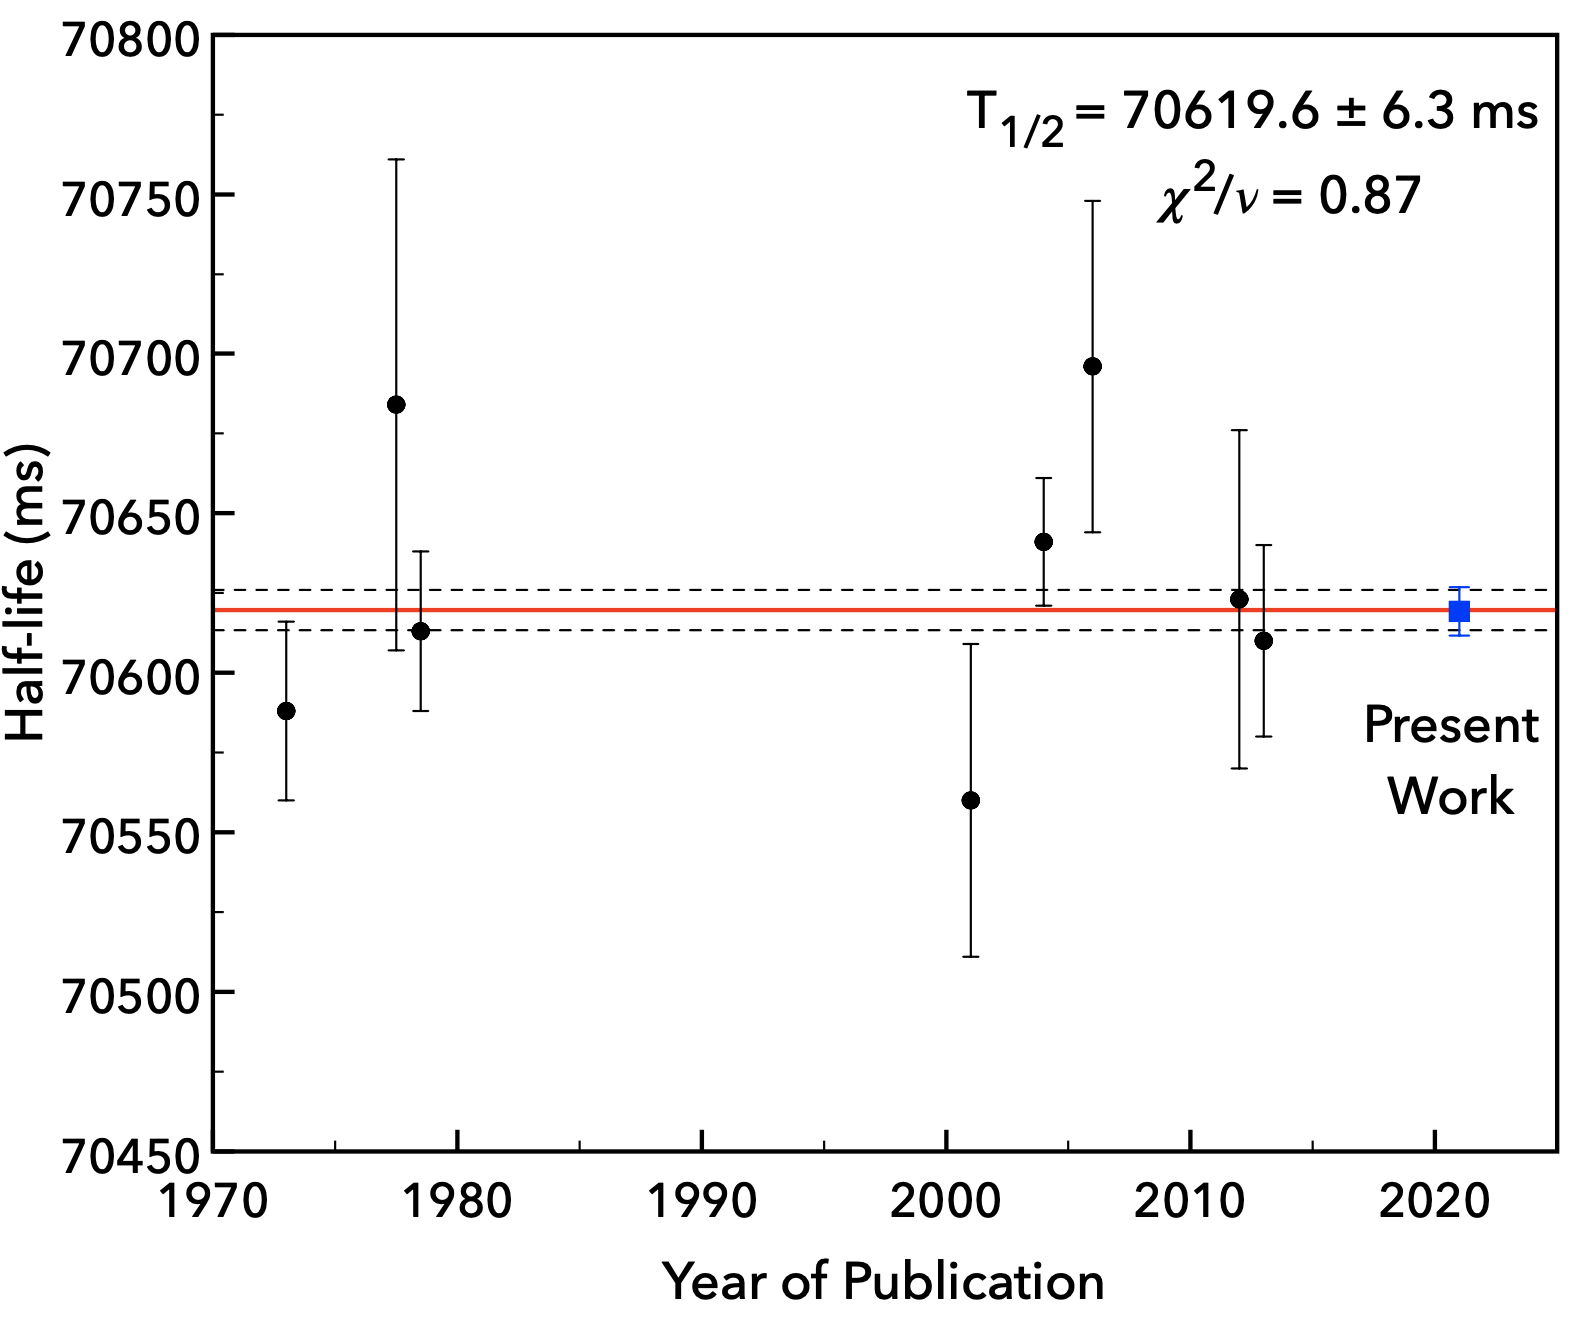 70800
70750
70700
70650
70600
70550
70500
70450
Half-life (ms)
T1/2 = 70619.6 ± 6.3 ms
χ²/ν = 0.87
Present
Work
1970 1980 1990 2000 2010 2020
Year of Publication